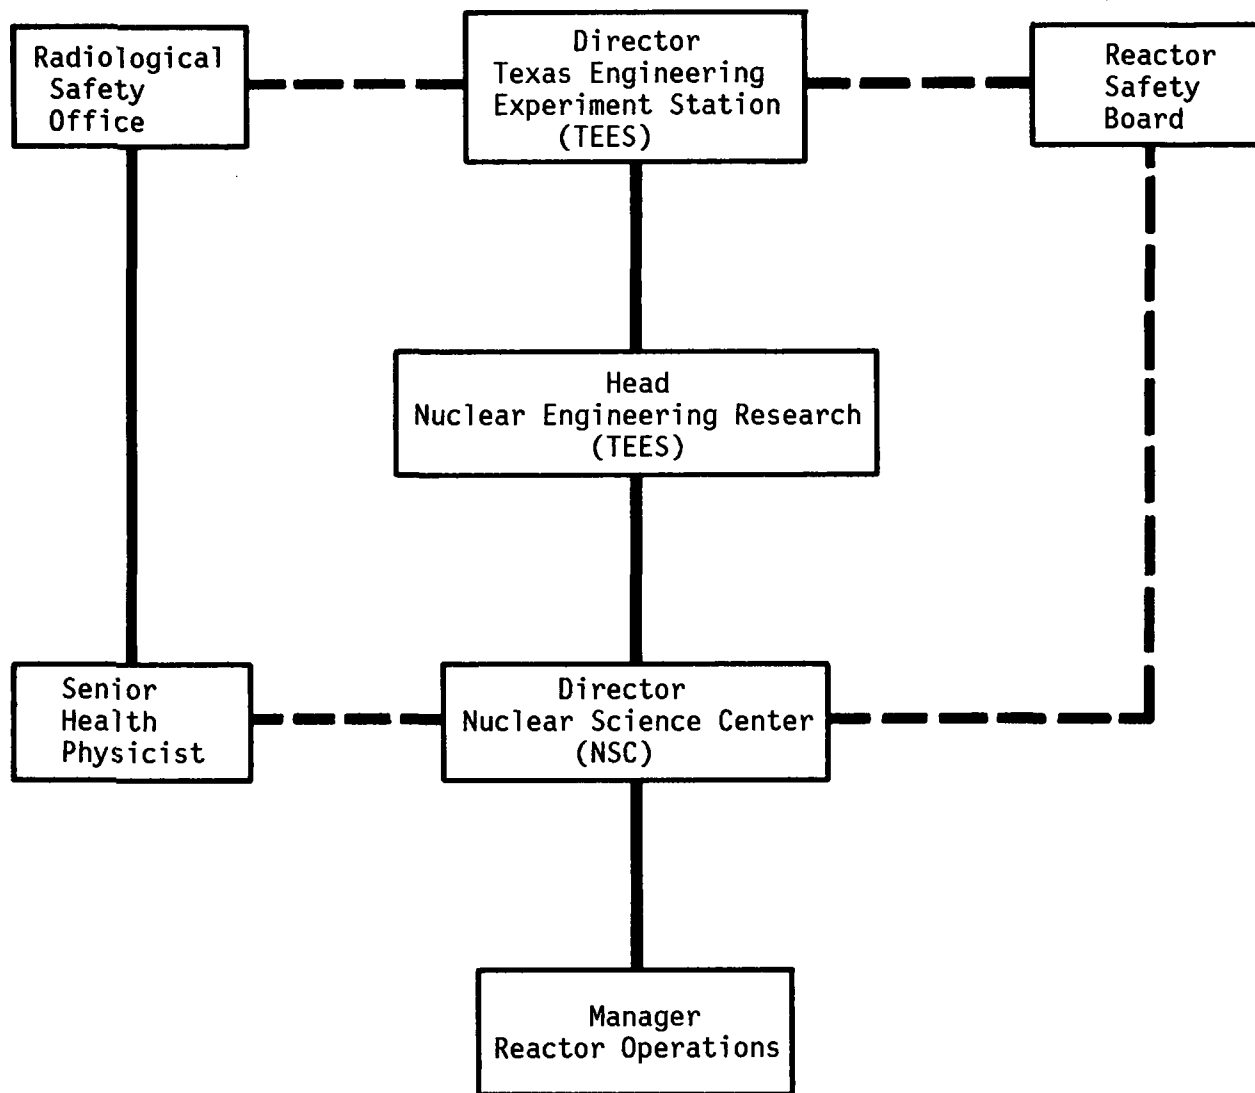 Radiological
Safety
Office
Director
Texas Engineering
Experiment Station
(TEES)
Reactor
Safety
Board
Head
Nuclear Engineering Research
(TEES)
Senior
Health
Physicist
Director
Nuclear Science Center
(NSC)
Manager
Reactor Operations